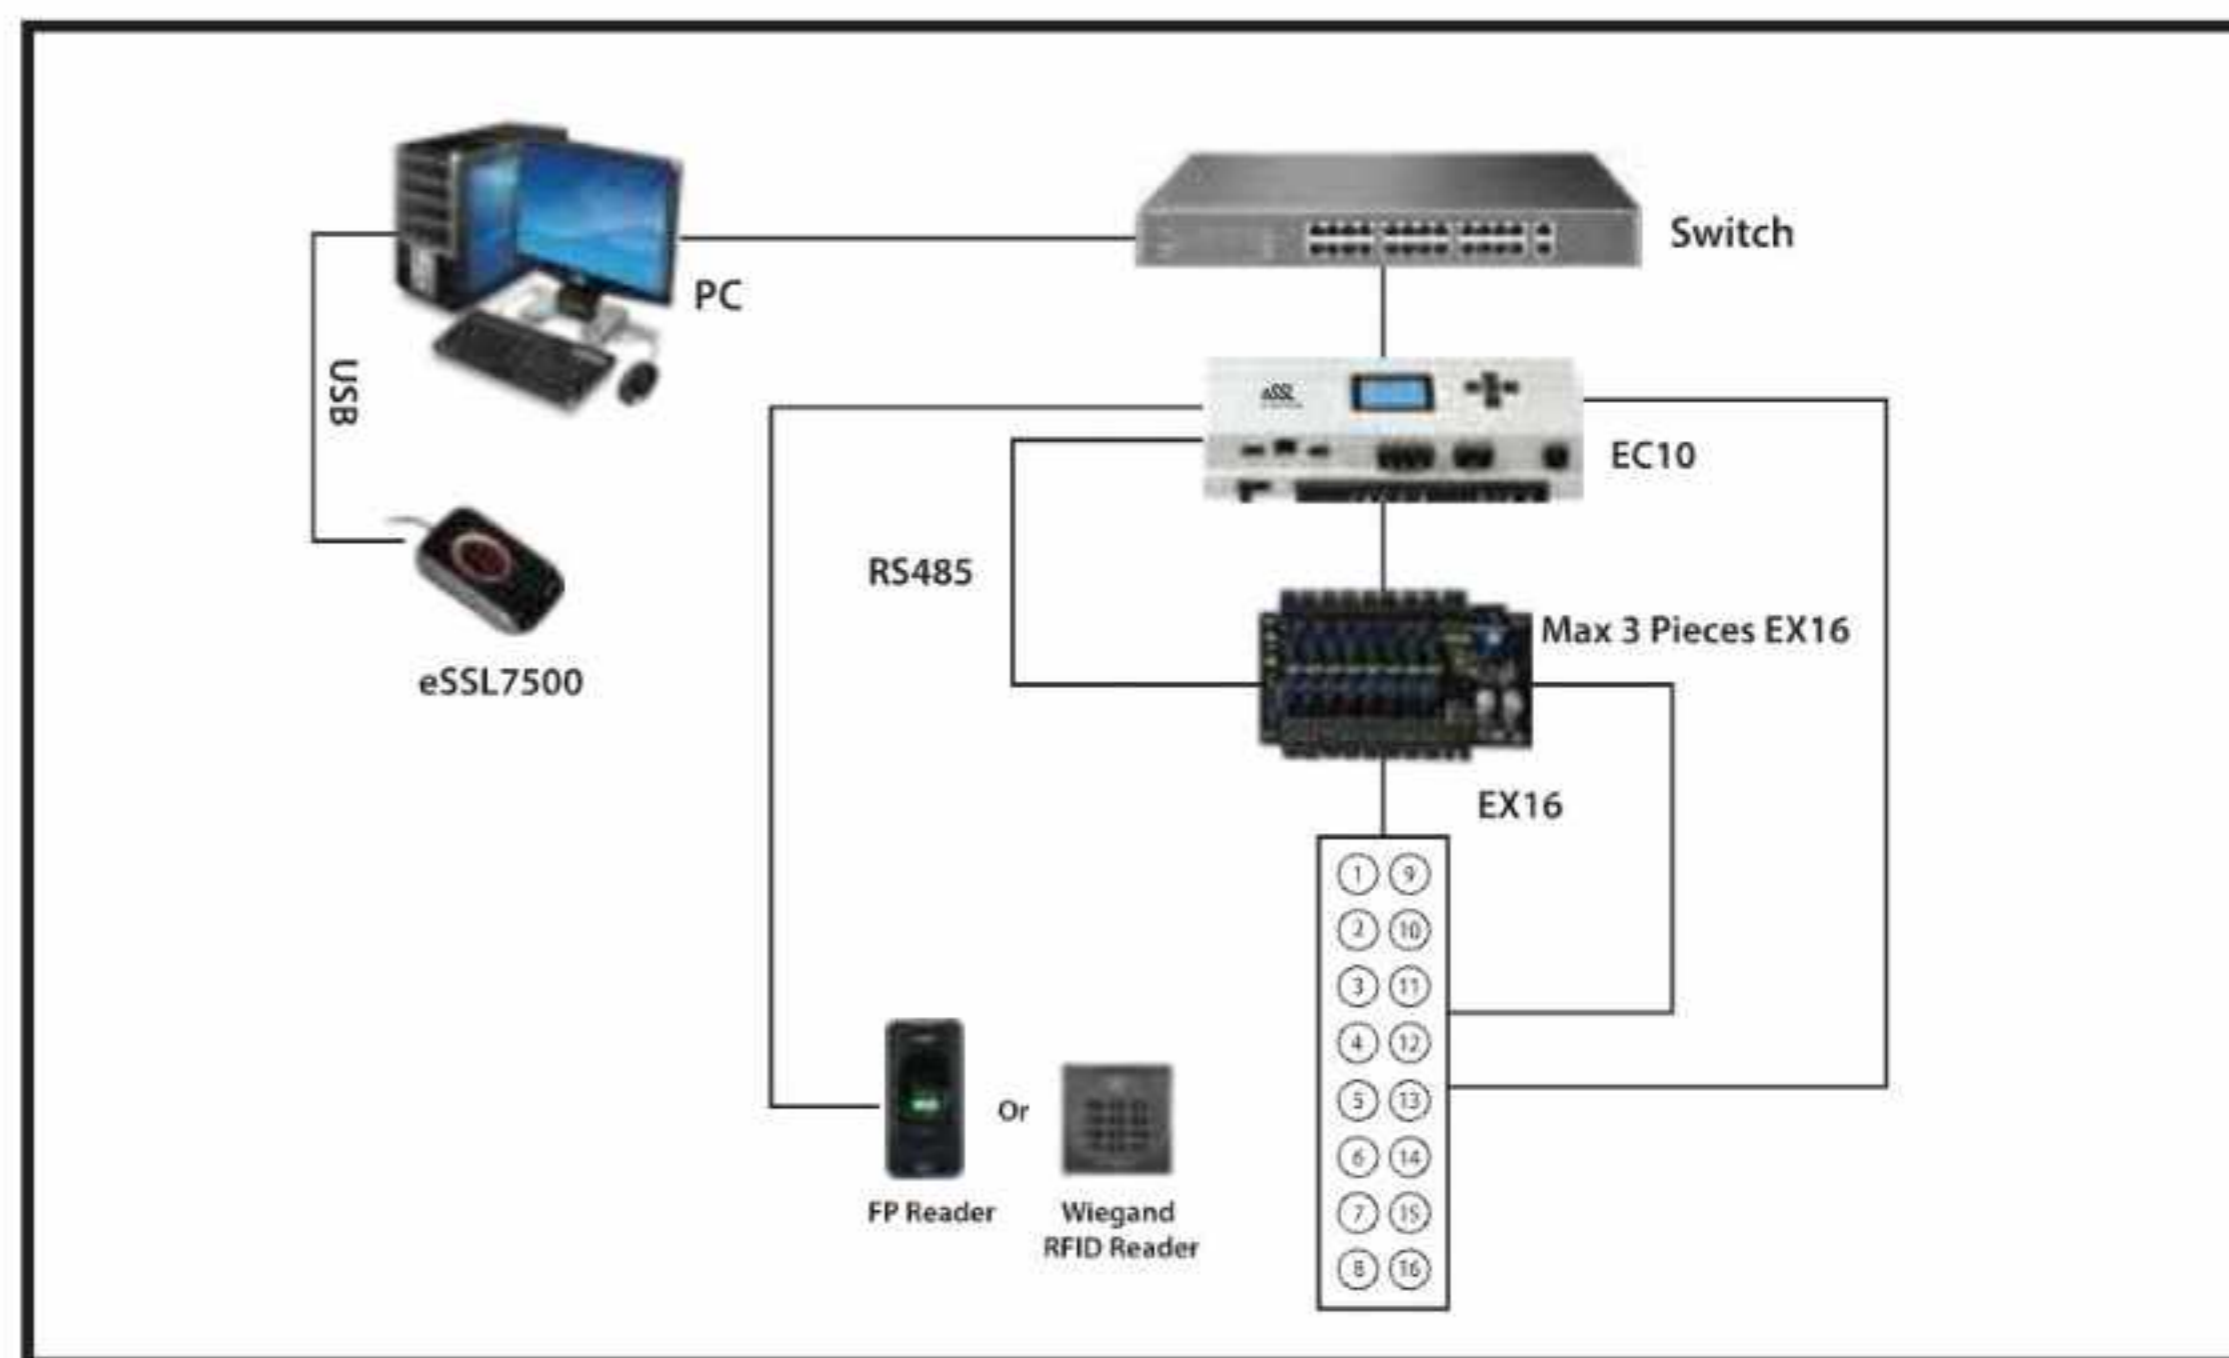 PC
Switch
USB
eSSL
EC10
RS485
Max 3 Pieces EX16
eSSL7500
EX16
1 9
2 10
3 11
4 12
5 13
6 14
7 15
8 16
Or
FP Reader
Wiegand
RFID Reader